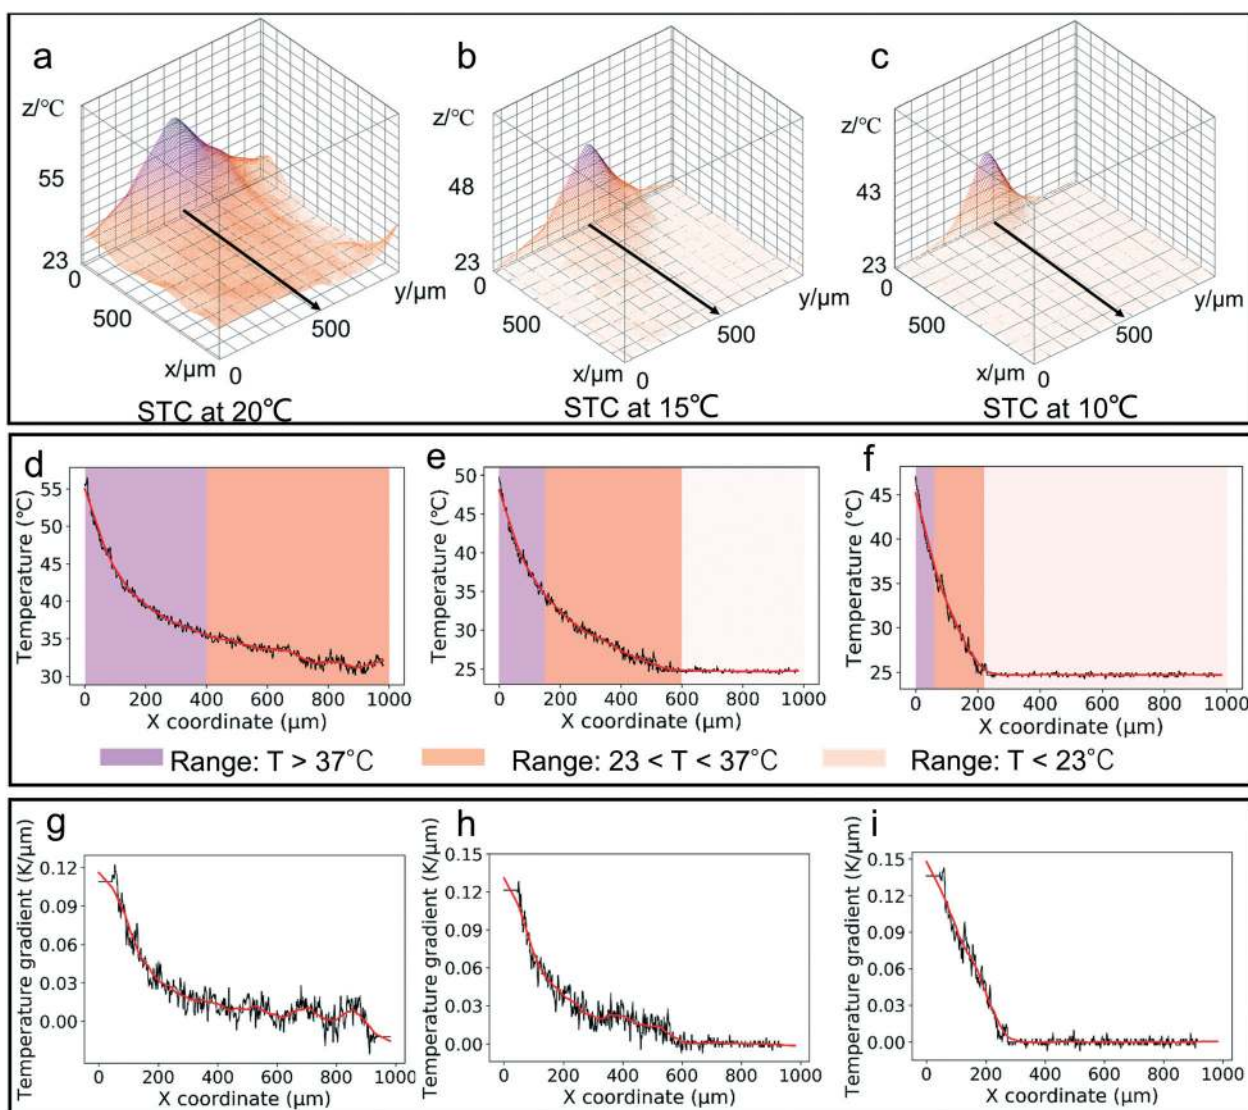 a
z/℃
55
23
0
500
x/μm
0
500
y/μm
STC at 20℃
b
z/℃
48
23
0
500
x/μm
0
500
y/μm
STC at 15℃
c
z/℃
43
23
0
500
x/μm
0
500
y/μm
STC at 10℃
d
Temperature (℃)
55
50
45
40
35
30
0 200 400 600 800 1000
X coordinate (μm)
e
Temperature (℃)
50
45
40
35
30
25
0 200 400 600 800 1000
X coordinate (μm)
f
Temperature (℃)
45
40
35
30
25
0 200 400 600 800 1000
X coordinate (μm)
Range: T > 37°C Range: 23 < T < 37°C Range: T < 23°C
g
Temperature gradient (K/μm)
0.12
0.09
0.06
0.03
0.00
0 200 400 600 800 1000
X coordinate (μm)
h
Temperature gradient (K/μm)
0.15
0.12
0.09
0.06
0.03
0.00
0 200 400 600 800 1000
X coordinate (μm)
i
Temperature gradient (K/μm)
0.15
0.12
0.09
0.06
0.03
0.00
0 200 400 600 800 1000
X coordinate (μm)